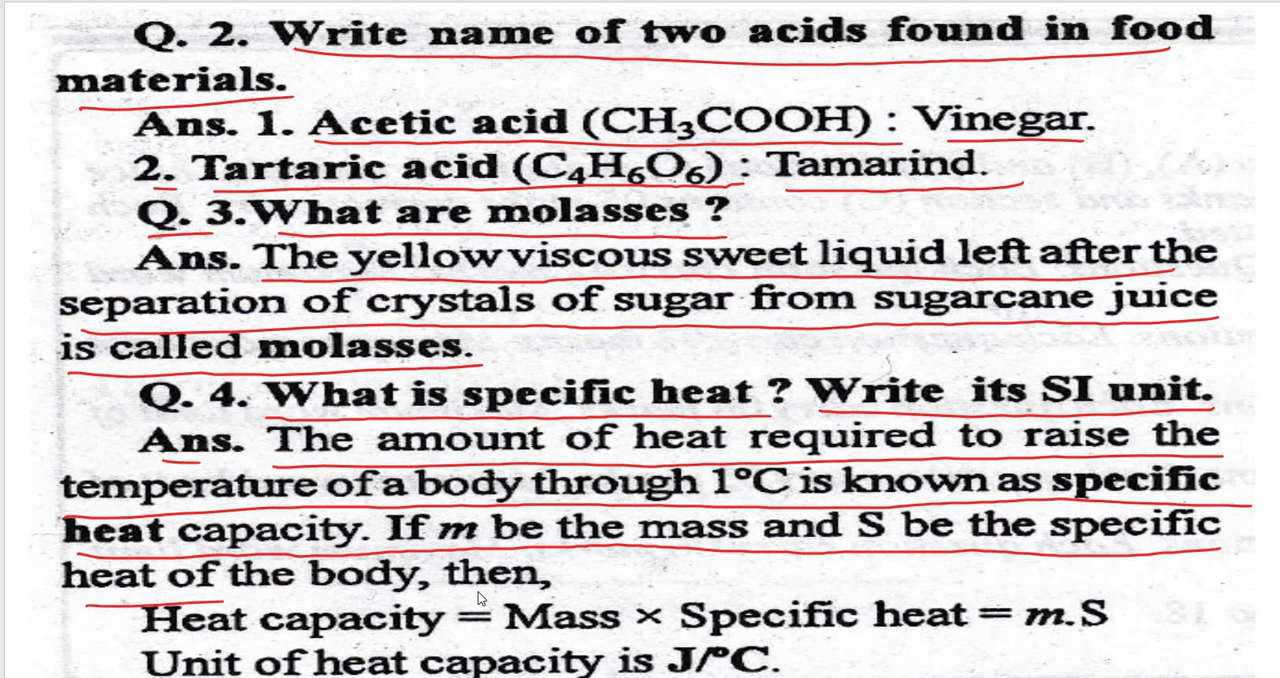 Q. 2. Write name of two acids found in food
materials.
Ans. 1. Acetic acid (CH₃COOH) : Vinegar.
2. Tartaric acid (C₄H₆O₆) : Tamarind.
Q. 3.What are molasses ?
Ans. The yellow viscous sweet liquid left after the
separation of crystals of sugar from sugarcane juice
is called molasses.
Q. 4. What is specific heat ? Write its SI unit.
Ans. The amount of heat required to raise the
temperature of a body through 1°C is known as specific
heat capacity. If m be the mass and S be the specific
heat of the body, then,
Heat capacity = Mass × Specific heat = m.S
Unit of heat capacity is J/°C.